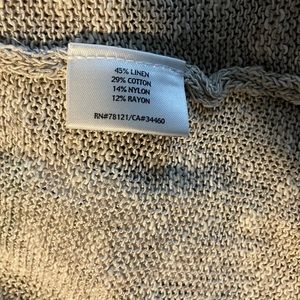 45% LINEN
29% COTTON
14% NYLON
12% RAYON
RN#78121/CA#34460